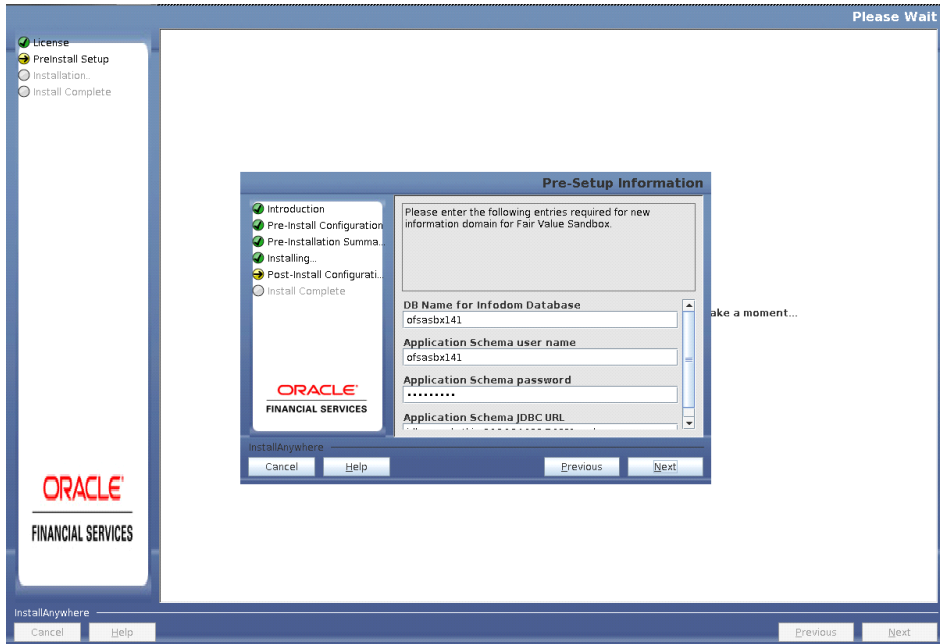 Please Wait
License
PreInstall Setup
Installation..
Install Complete
ORACLE
FINANCIAL SERVICES
Pre-Setup Information
Introduction
Pre-Install Configuration
Pre-Installation Summa..
Installing...
Post-Install Configurati..
Install Complete
ORACLE
FINANCIAL SERVICES
Please enter the following entries required for new
information domain for Fair Value Sandbox.
DB Name for Infodom Database
ofsasbx141
Application Schema user name
ofsasbx141
Application Schema password
•••••••••
Application Schema JDBC URL
ake a moment...
InstallAnywhere
Cancel
Help
Previous
Next
InstallAnywhere
Cancel
Help
Previous
Next